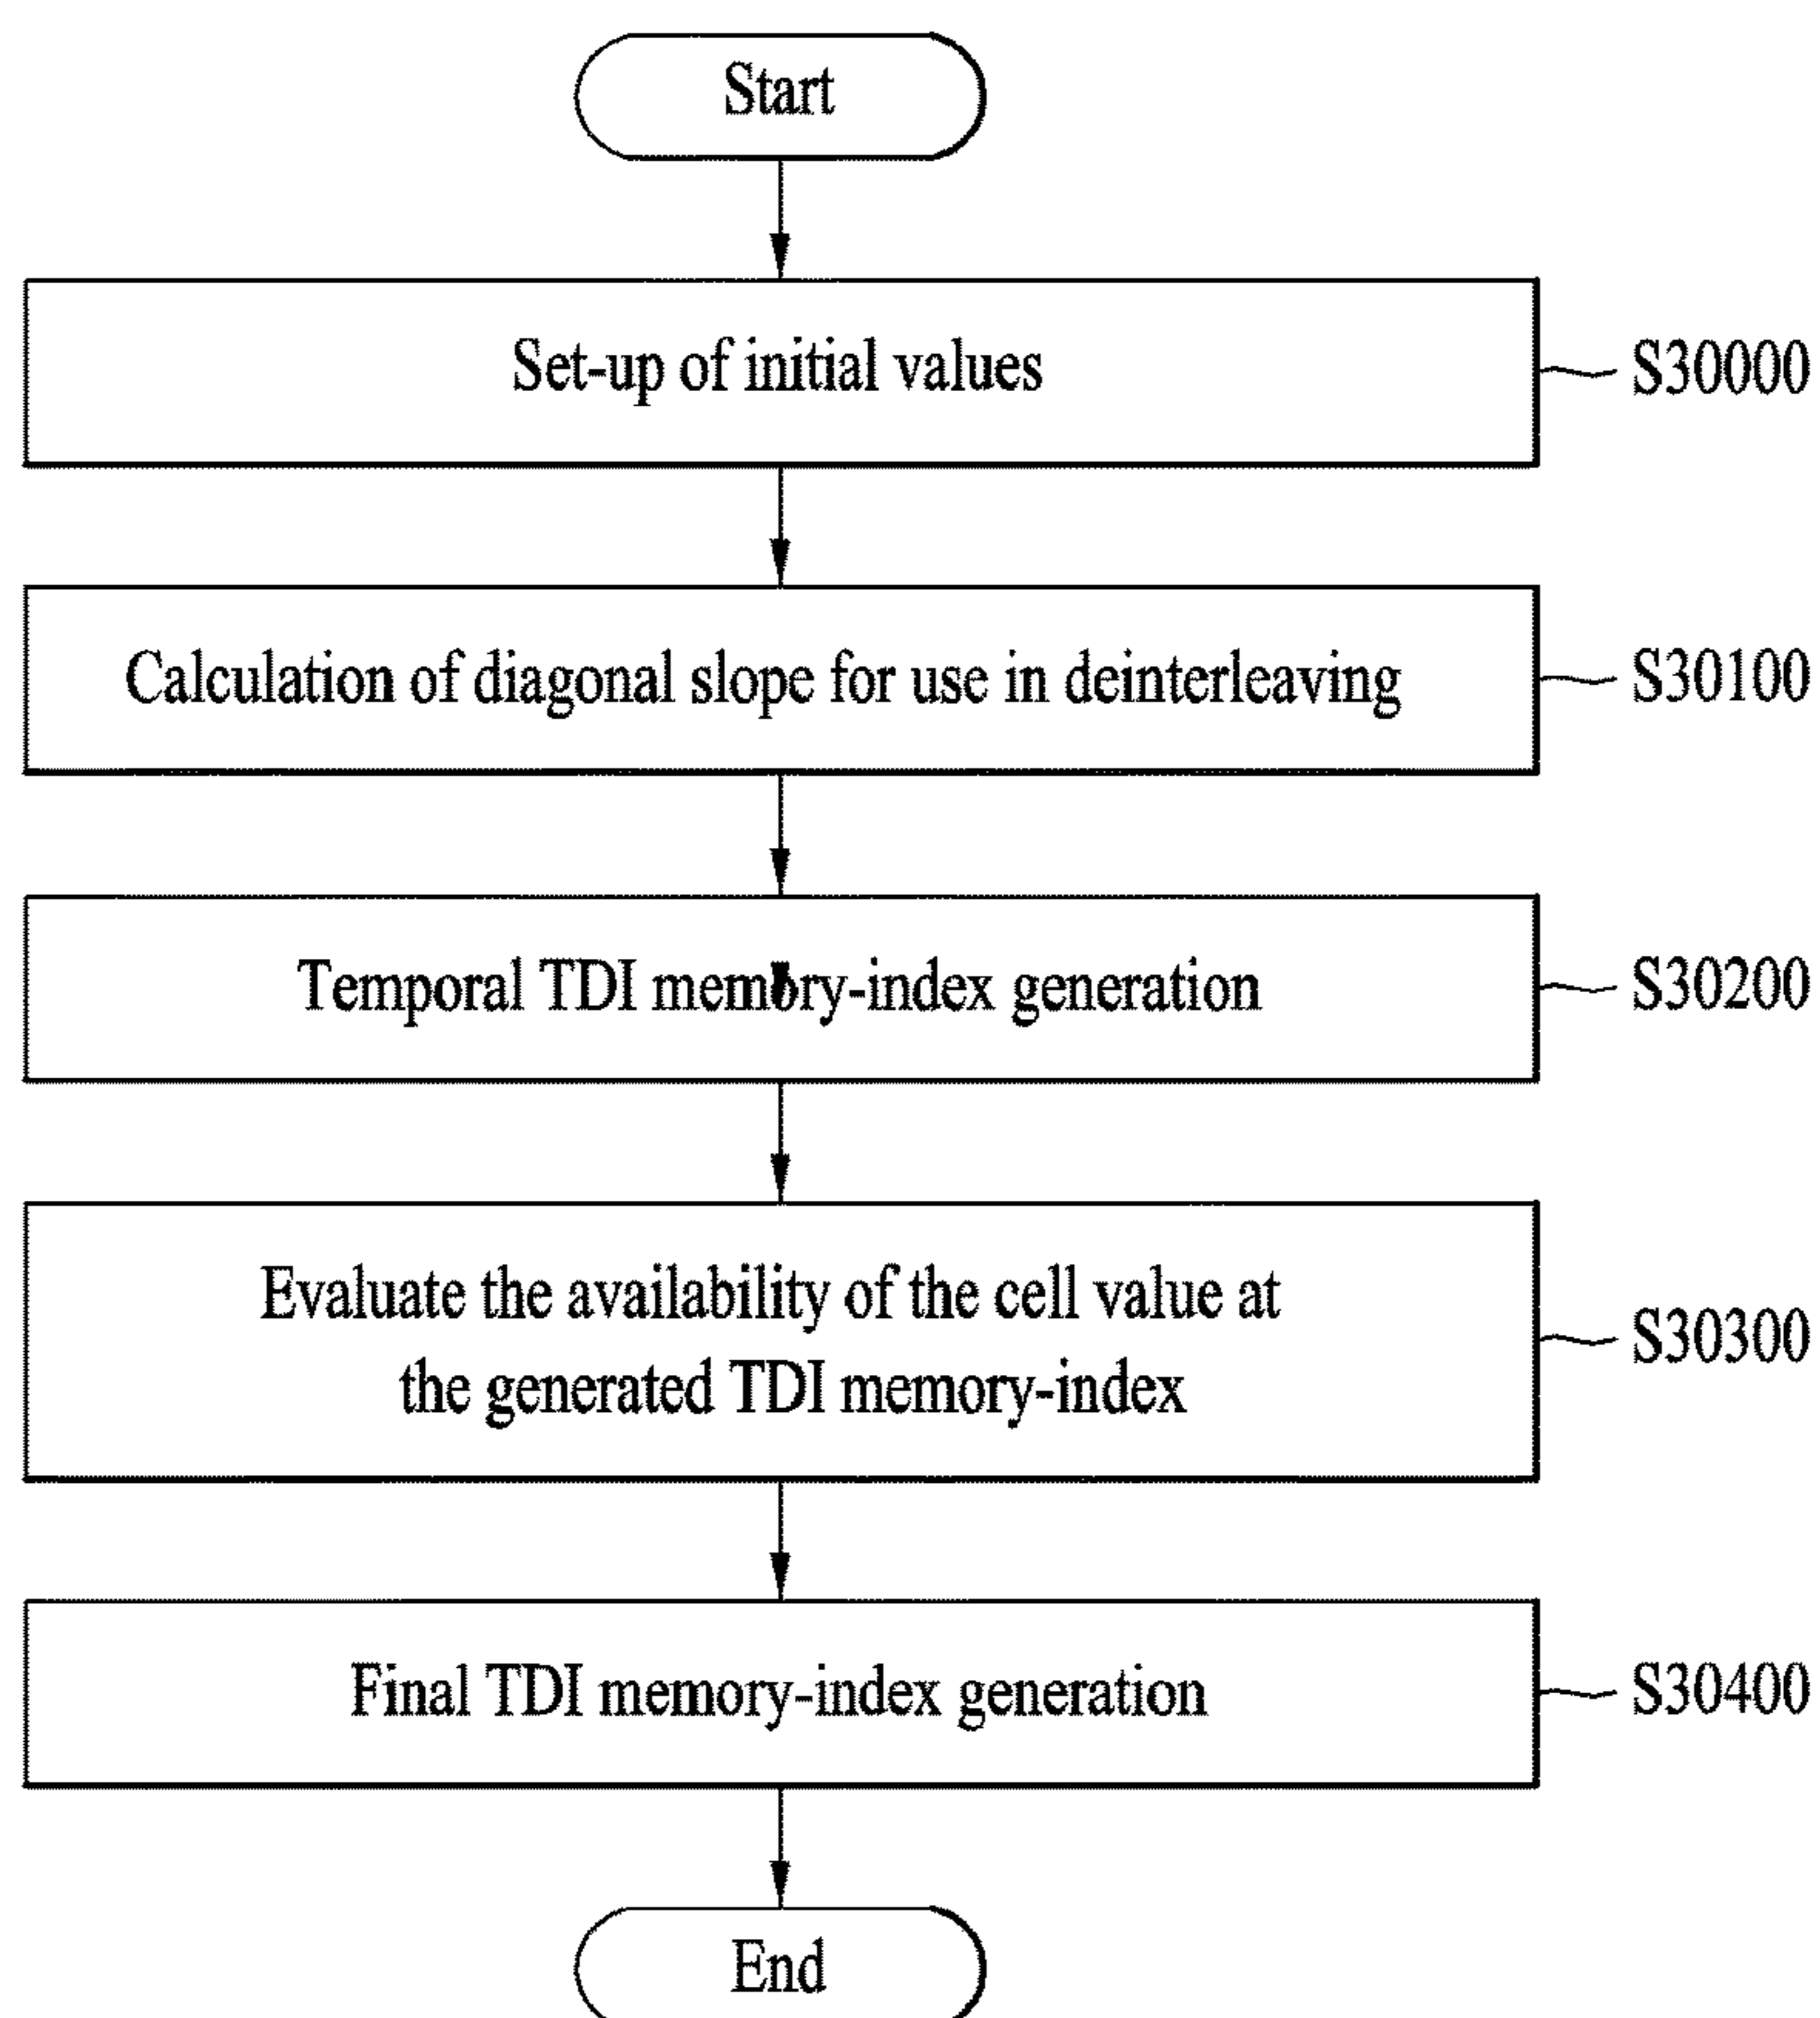 Start
Set-up of initial values
S30000
Calculation of diagonal slope for use in deinterleaving
S30100
Temporal TDI memory-index generation
S30200
Evaluate the availability of the cell value at
the generated TDI memory-index
S30300
Final TDI memory-index generation
S30400
End